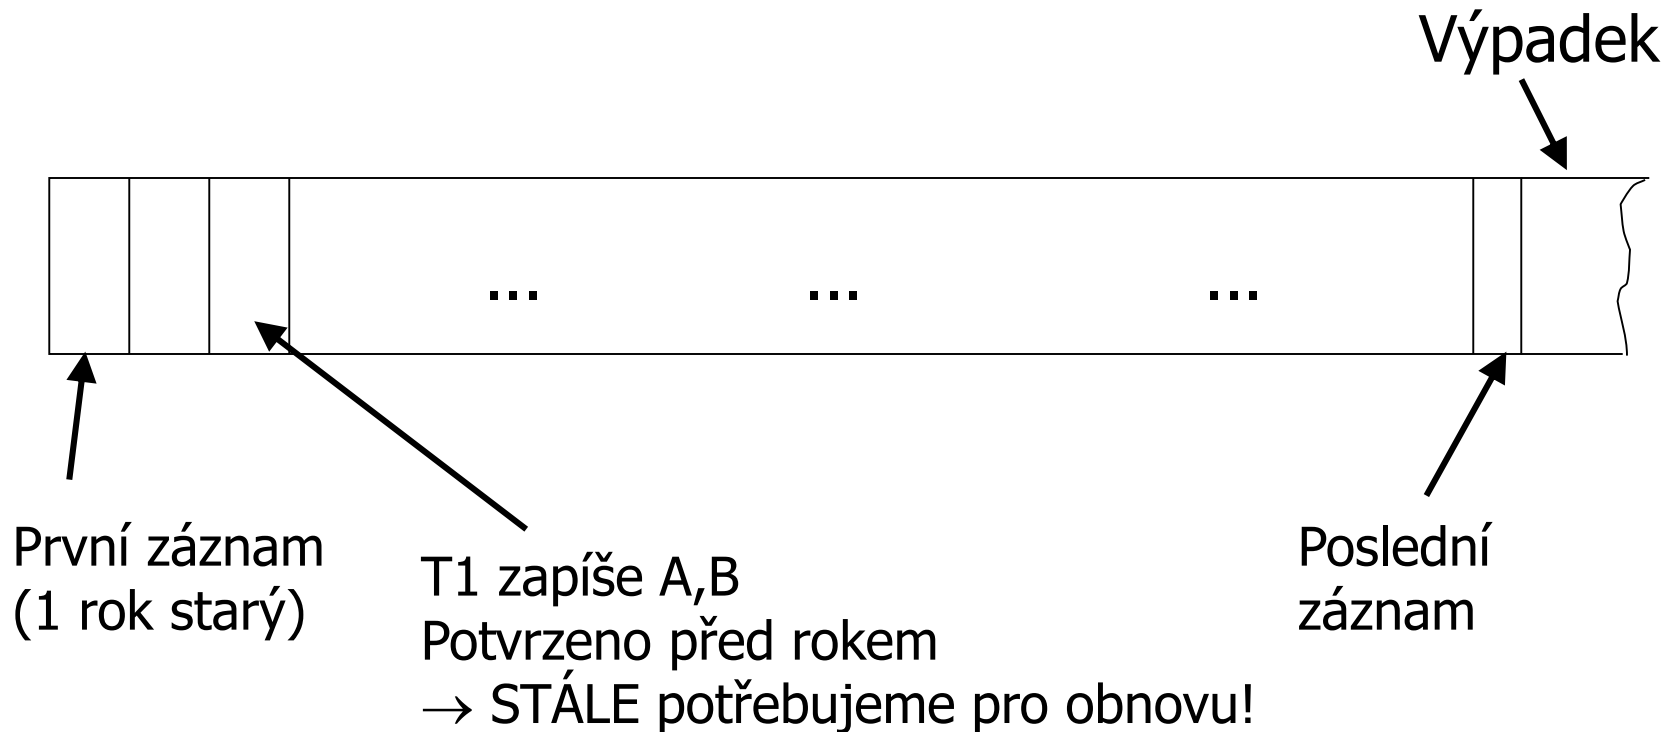 Výpadek
... ... ...
První záznam
(1 rok starý)
T1 zapíše A,B
Potvrzeno před rokem
→ STÁLE potřebujeme pro obnovu!
Poslední
záznam